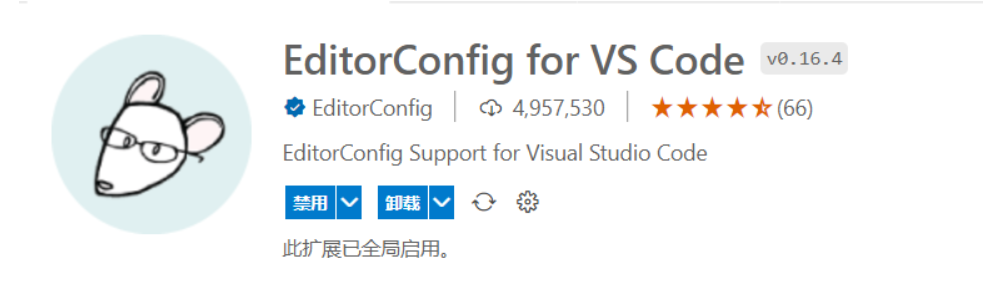 EditorConfig for VS Code v0.16.4
EditorConfig 4,957,530 (66)
EditorConfig Support for Visual Studio Code
禁用 卸载
此扩展已全局启用。